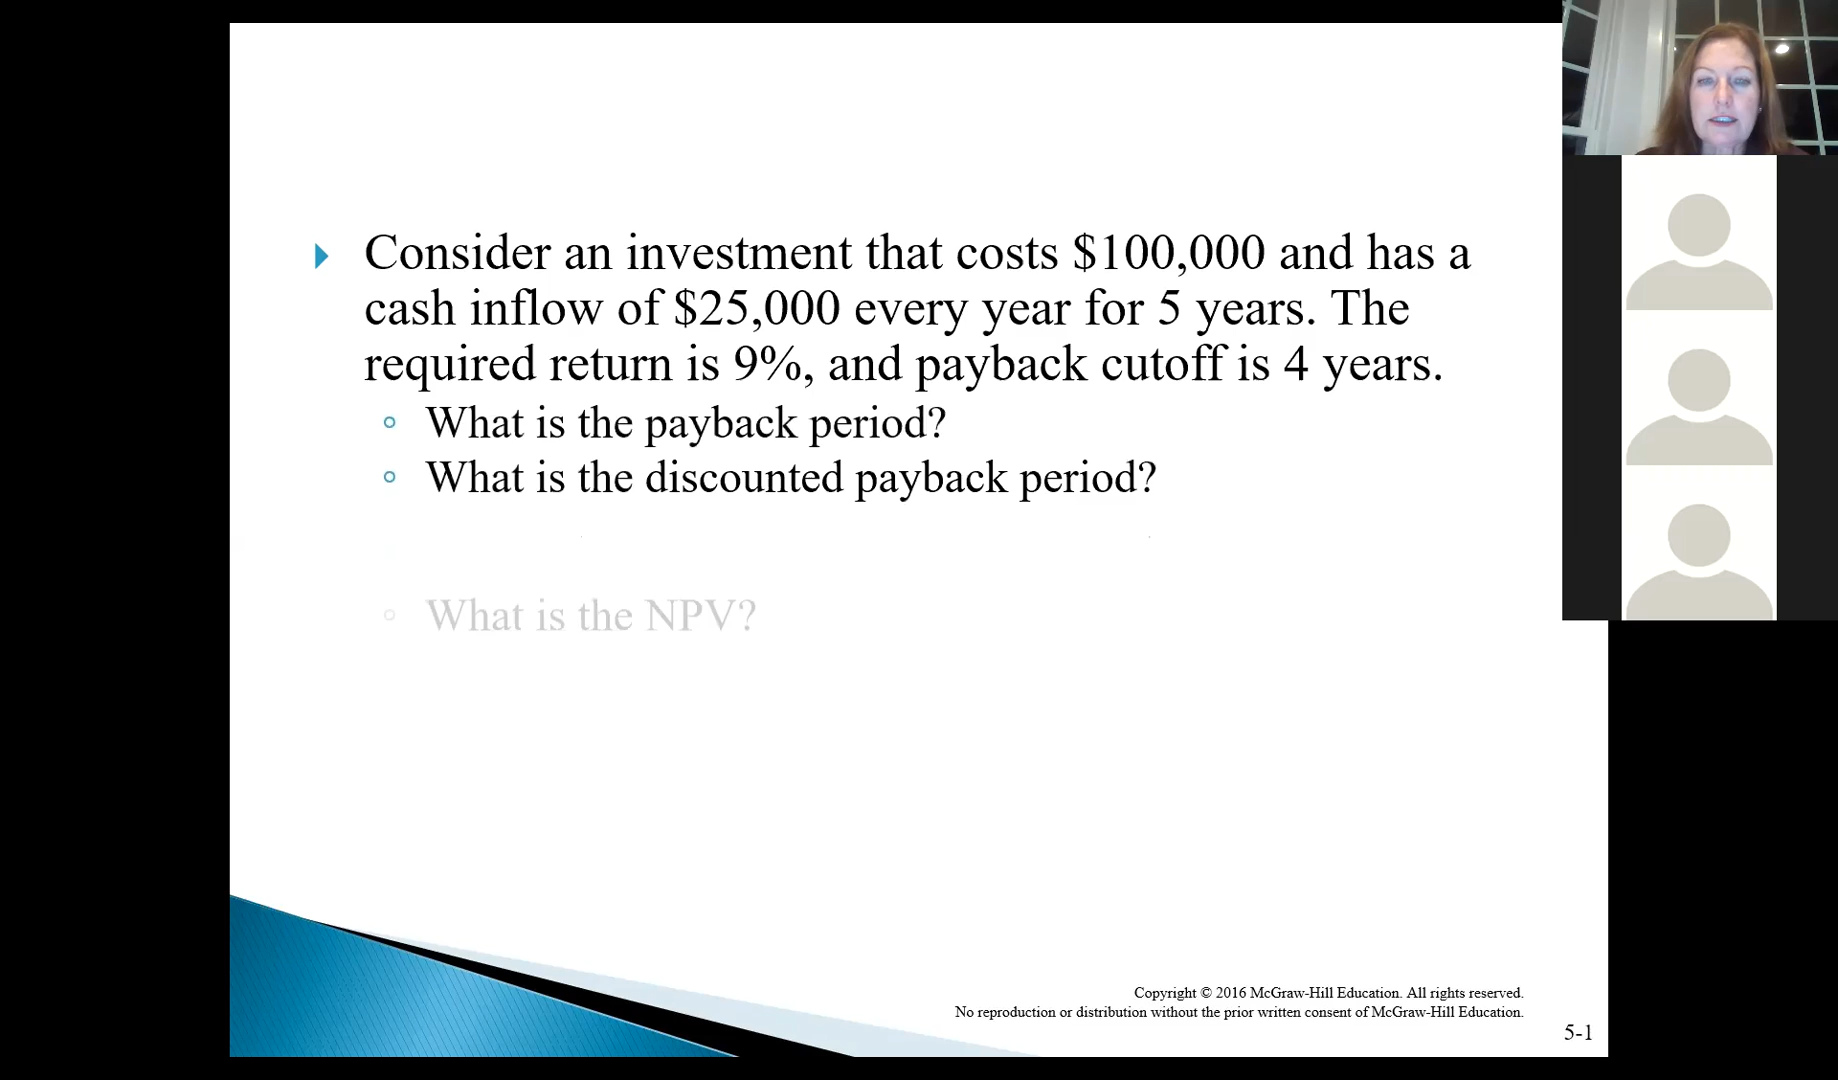 Consider an investment that costs $100,000 and has a
cash inflow of $25,000 every year for 5 years. The
required return is 9%, and payback cutoff is 4 years.
What is the payback period?
What is the discounted payback period?
What is the NPV?
Copyright © 2016 McGraw-Hill Education. All rights reserved.
No reproduction or distribution without the prior written consent of McGraw-Hill Education.
5-1